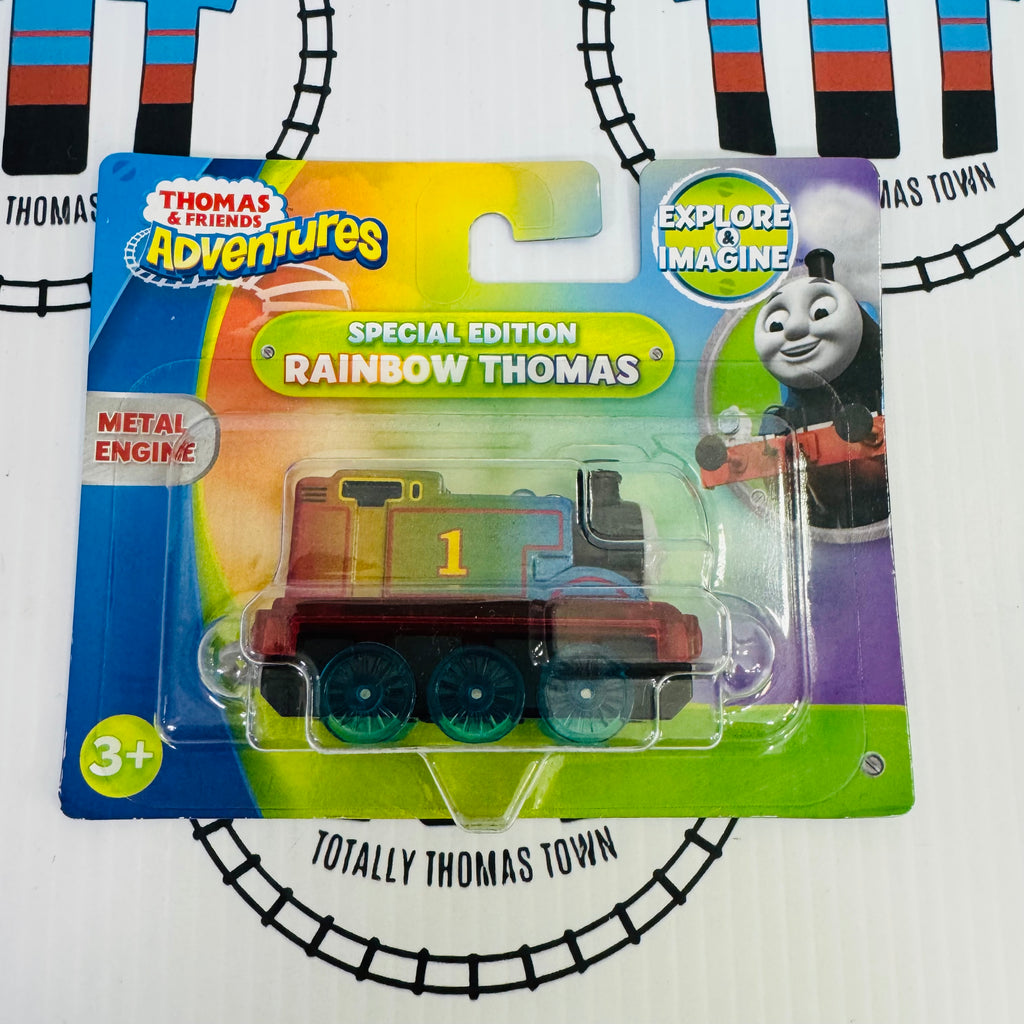 THOMAS
MAS TOWN
THOMAS
& FRIENDS
ADVENTURES
EXPLORE
&
IMAGINE
SPECIAL EDITION
RAINBOW THOMAS
METAL
ENGINE
1
3+
TOTALLY THOMAS TOWN